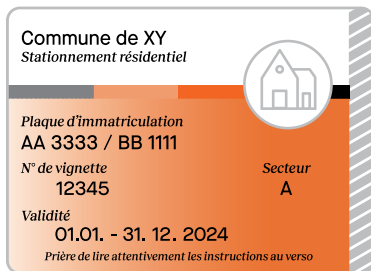 Commune de XY
Stationnement résidentiel
Plaque d'immatriculation
AA 3333 / BB 1111
N° de vignette Secteur
12345 A
Validité
01.01. - 31. 12. 2024
Prière de lire attentivement les instructions au verso